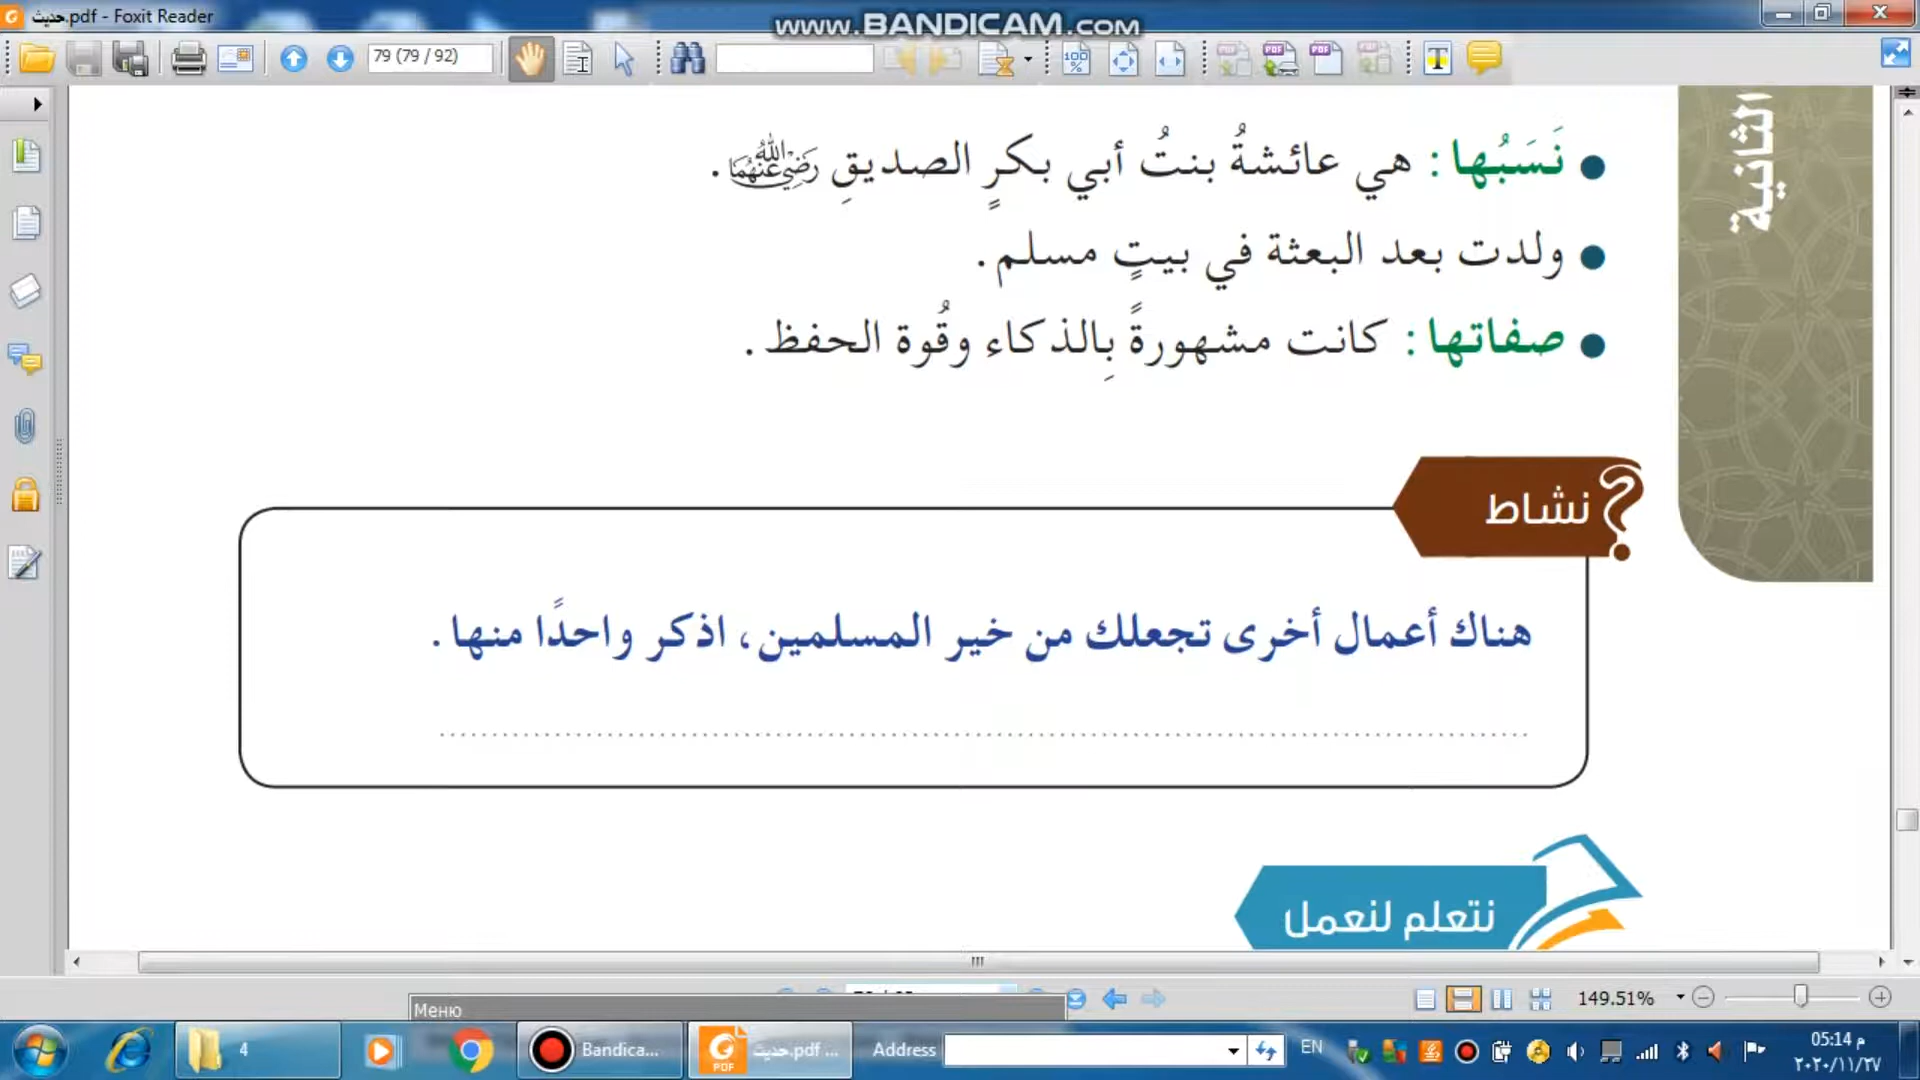 حديث.pdf - Foxit Reader
www.BANDICAM.com
79 (79 / 92)
الثانية
نَسَبُها : هي عائشةُ بنتُ أبي بكرٍ الصديقِ رَضِيَ اللهُ عَنْهُمَا .
ولدت بعد البعثة في بيتٍ مسلم .
صفاتها : كانت مشهورةً بِالذكاء وقُوة الحفظ .
نشاط
هناك أعمال أخرى تجعلك من خير المسلمين، اذكر واحدًا منها .
نتعلم لنعمل
149.51%
Меню
4
Bandica...
حديث.pdf ...
PDF
Address
EN
05:14 م
٢٠٢٠/١١/٢٧